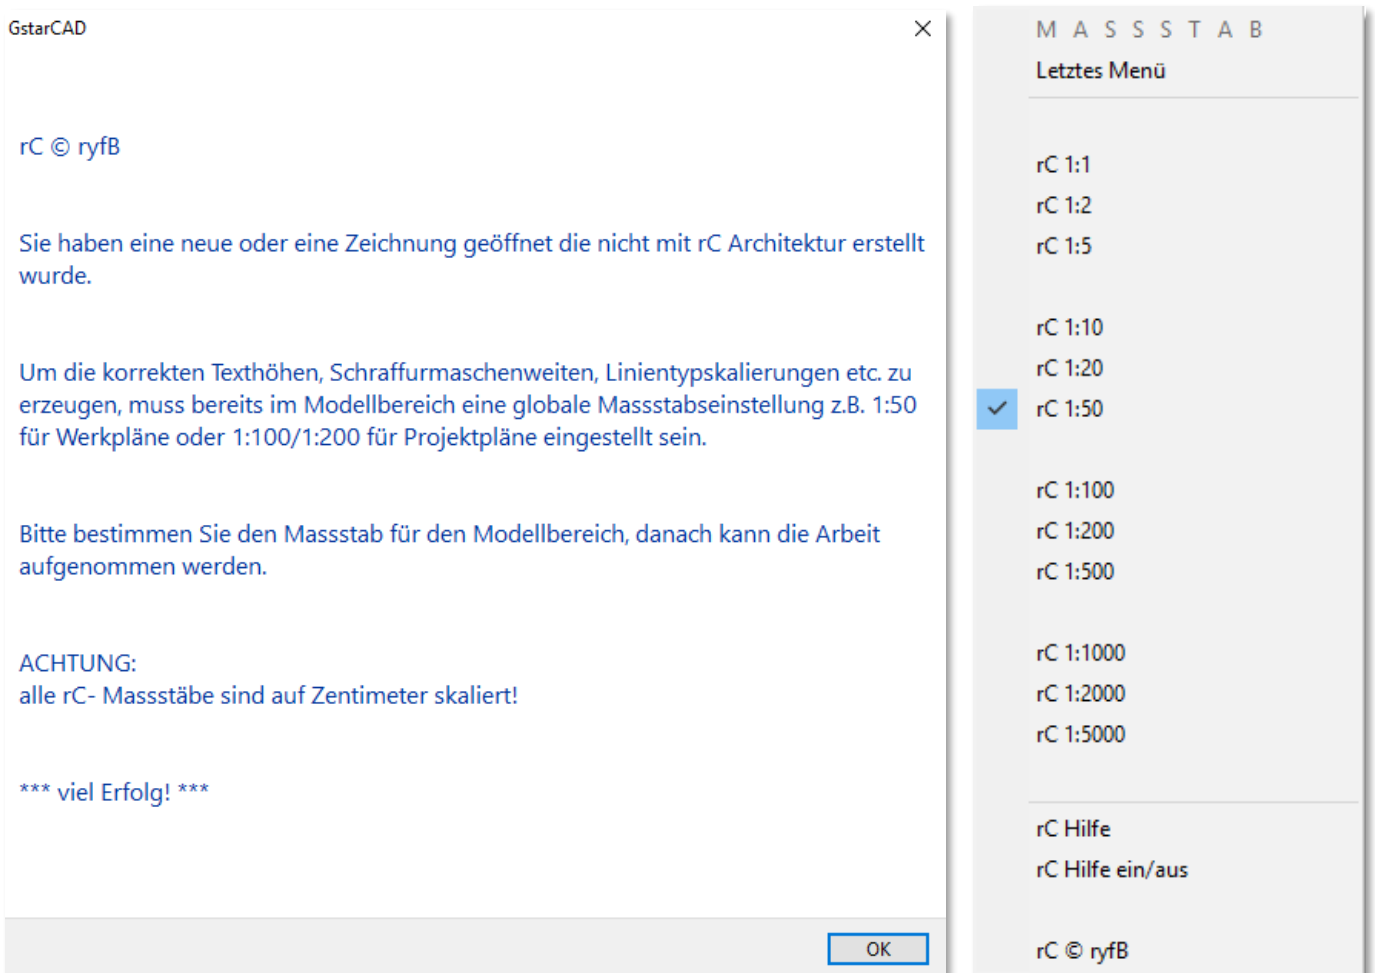 GstarCAD
rC © ryfB
Sie haben eine neue oder eine Zeichnung geöffnet die nicht mit rC Architektur erstellt
wurde.
Um die korrekten Texthöhen, Schraffurmaschenweiten, Linientypskalierungen etc. zu
erzeugen, muss bereits im Modellbereich eine globale Massstabseinstellung z.B. 1:50
für Werkpläne oder 1:100/1:200 für Projektpläne eingestellt sein.
Bitte bestimmen Sie den Massstab für den Modellbereich, danach kann die Arbeit
aufgenommen werden.
ACHTUNG:
alle rC- Massstäbe sind auf Zentimeter skaliert!
*** viel Erfolg! ***
OK
M A S S S T A B
Letztes Menü
rC 1:1
rC 1:2
rC 1:5
rC 1:10
rC 1:20
rC 1:50
rC 1:100
rC 1:200
rC 1:500
rC 1:1000
rC 1:2000
rC 1:5000
rC Hilfe
rC Hilfe ein/aus
rC © ryfB